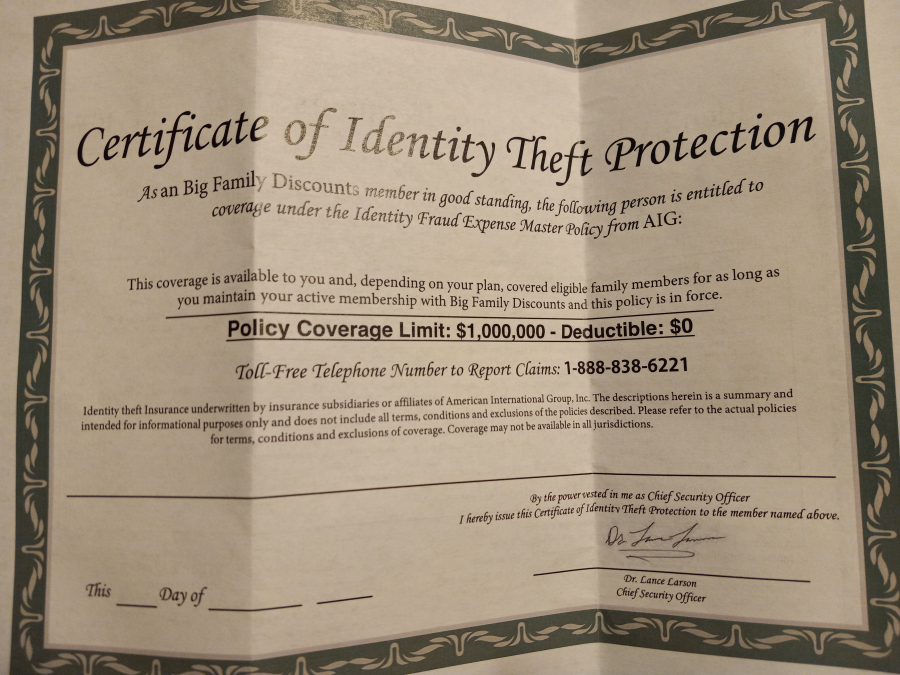 Certificate of Identity Theft Protection
As an Big Family Discounts member in good standing, the following person is entitled to
coverage under the Identity Fraud Expense Master Policy from AIG:
This coverage is available to you and, depending on your plan, covered eligible family members for as long as
you maintain your active membership with Big Family Discounts and this policy is in force.
Policy Coverage Limit: $1,000,000 - Deductible: $0
Toll-Free Telephone Number to Report Claims: 1-888-838-6221
Identity theft Insurance underwritten by insurance subsidiaries or affiliates of American International Group, Inc. The descriptions herein is a summary and
intended for informational purposes only and does not include all terms, conditions and exclusions of the policies described. Please refer to the actual policies
for terms, conditions and exclusions of coverage. Coverage may not be available in all jurisdictions.
By the power vested in me as Chief Security Officer
I hereby issue this Certificate of Identity Theft Protection to the member named above.
Dr. Lance Larson
Chief Security Officer
This ___ Day of ________ _____